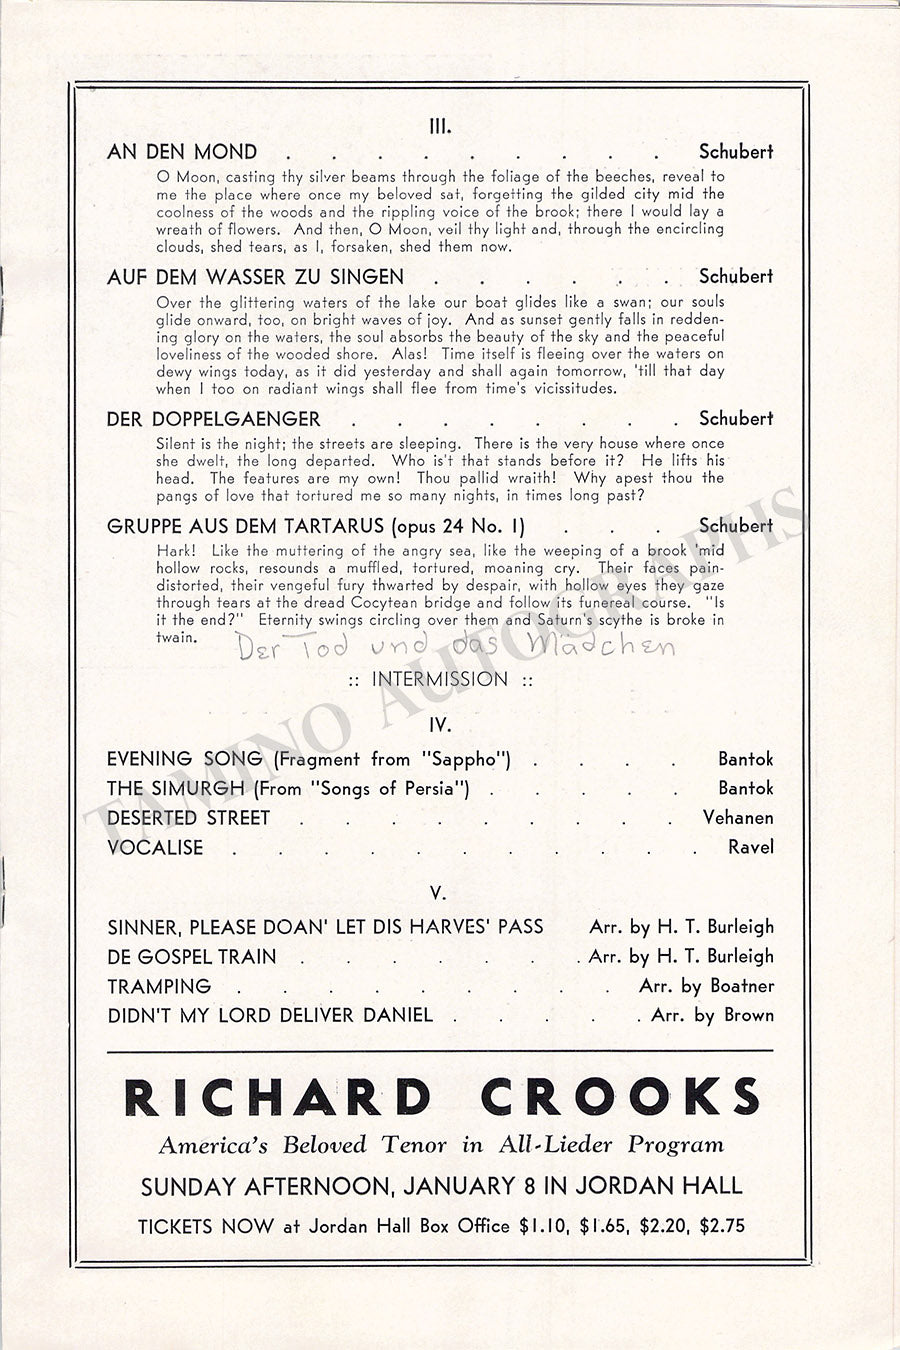 III.
AN DEN MOND . . . . . . . . Schubert
O Moon, casting thy silver beams through the foliage of the beeches, reveal to
me the place where once my beloved sat, forgetting the gilded city mid the
coolness of the woods and the rippling voice of the brook; there I would lay a
wreath of flowers. And then, O Moon, veil thy light and, through the encircling
clouds, shed tears, as I, forsaken, shed them now.
AUF DEM WASSER ZU SINGEN . . . . . . Schubert
Over the glittering waters of the lake our boat glides like a swan; our souls
glide onward, too, on bright waves of joy. And as sunset gently falls in redden-
ing glory on the waters, the soul absorbs the beauty of the sky and the peaceful
loveliness of the wooded shore. Alas! Time itself is fleeing over the waters on
dewy wings today, as it did yesterday and shall again tomorrow, 'till that day
when I too on radiant wings shall flee from time's vicissitudes.
DER DOPPELGAENGER . . . . . . . . Schubert
Silent is the night; the streets are sleeping. There is the very house where once
she dwelt, the long departed. Who is't that stands before it? He lifts his
head. The features are my own! Thou pallid wraith! Why apest thou the
pangs of love that tortured me so many nights, in times long past?
GRUPPE AUS DEM TARTARUS (opus 24 No. 1) . . . Schubert
Hark! Like the muttering of the angry sea, like the weeping of a brook 'mid
hollow rocks, resounds a muffled, tortured, moaning cry. Their faces pain-
distorted, their vengeful fury thwarted by despair, with hollow eyes they gaze
through tears at the dread Cocytean bridge and follow its funereal course. "Is
it the end?" Eternity swings circling over them and Saturn's scythe is broke in
twain.
Der Tod und das Mädchen
:: INTERMISSION ::
IV.
EVENING SONG (Fragment from "Sappho") . . . . Bantok
THE SIMURGH (From "Songs of Persia") . . . . . Bantok
DESERTED STREET . . . . . . . . . Vehanen
VOCALISE . . . . . . . . . . Ravel
V.
SINNER, PLEASE DOAN' LET DIS HARVES' PASS Arr. by H. T. Burleigh
DE GOSPEL TRAIN . . . . . . . Arr. by H. T. Burleigh
TRAMPING . . . . . . . . . Arr. by Boatner
DIDN'T MY LORD DELIVER DANIEL . . . . . Arr. by Brown
RICHARD CROOKS
America's Beloved Tenor in All-Lieder Program
SUNDAY AFTERNOON, JANUARY 8 IN JORDAN HALL
TICKETS NOW at Jordan Hall Box Office $1.10, $1.65, $2.20, $2.75
TAMINO AUTOGRAPHS